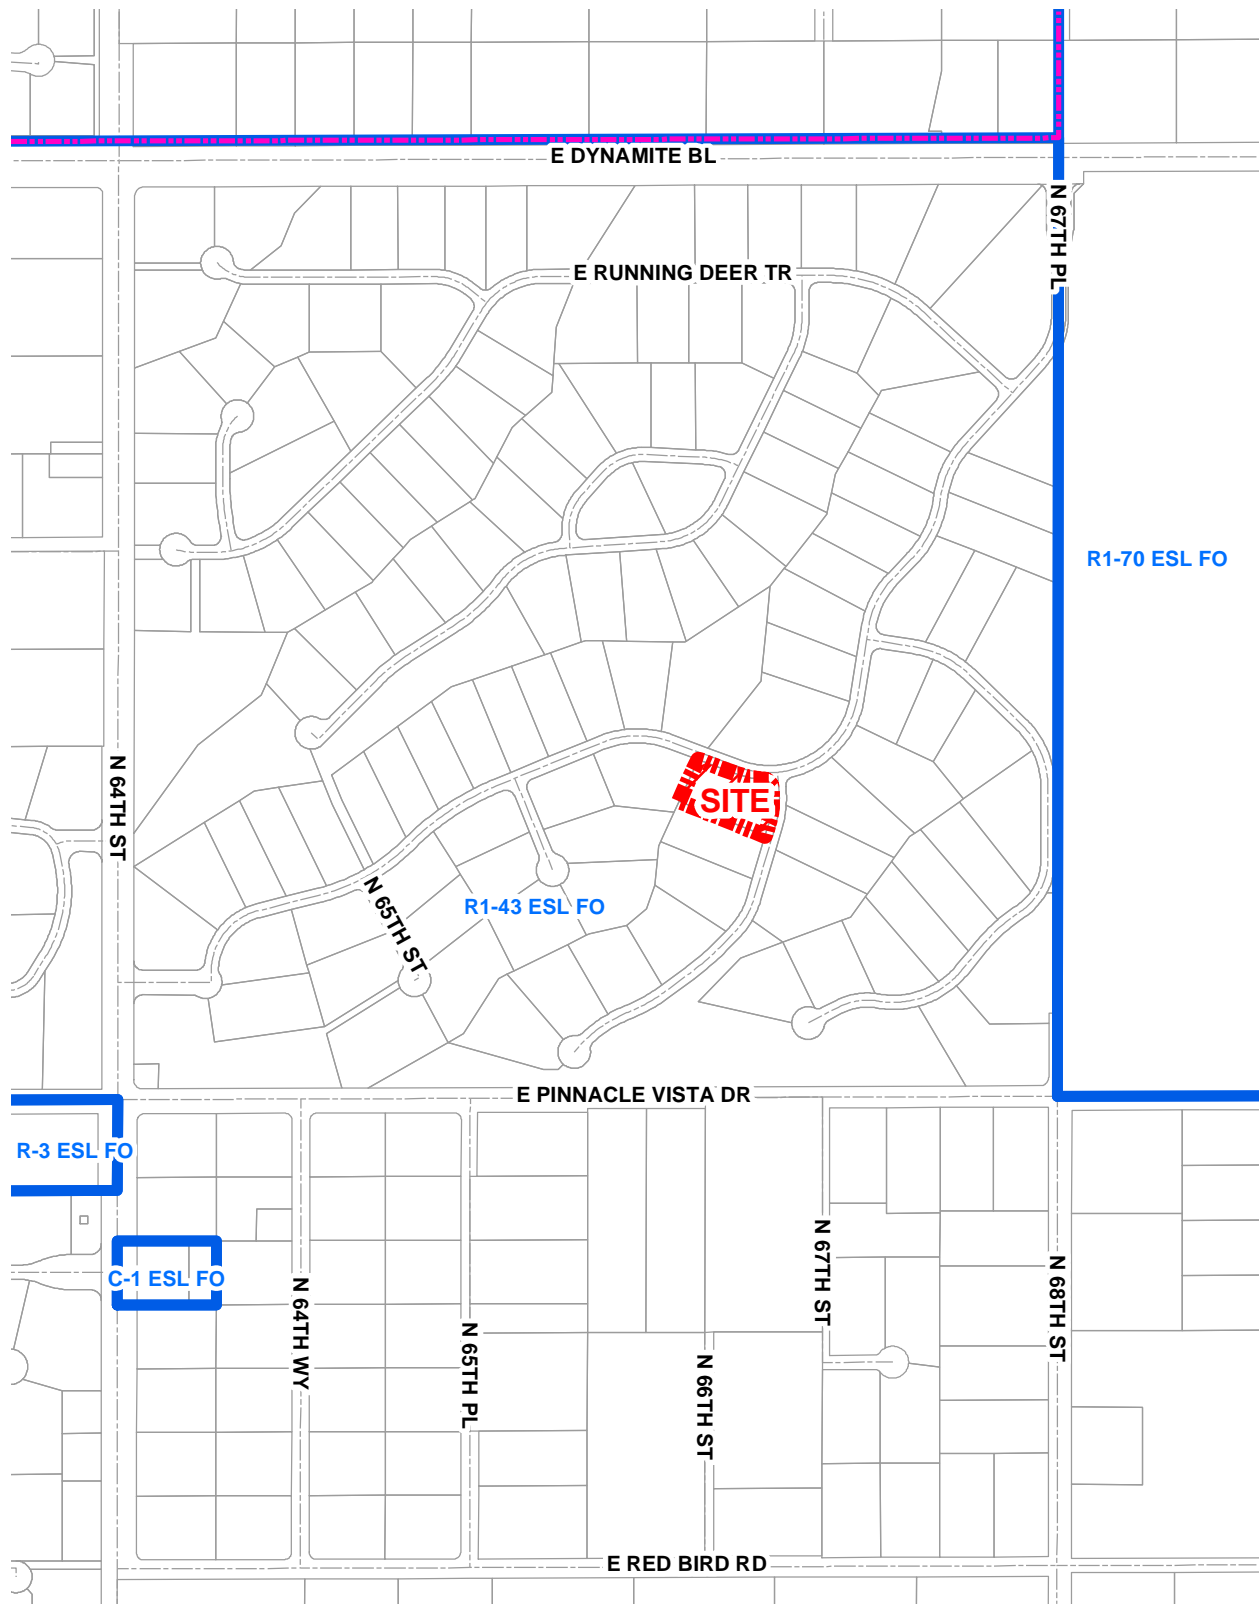 E DYNAMITE BL
N 67TH PL
E RUNNING DEER TR
R1-70 ESL FO
N 64TH ST
SITE
N 65TH ST
R1-43 ESL FO
E PINNACLE VISTA DR
R-3 ESL FO
C-1 ESL FO
N 64TH WY
N 65TH PL
N 66TH ST
N 67TH ST
N 68TH ST
E RED BIRD RD